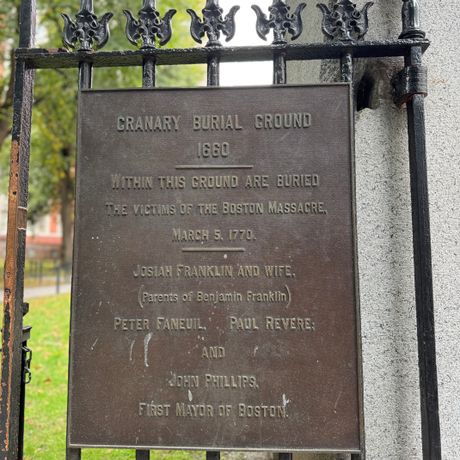 GRANARY BURIAL GROUND
1660
WITHIN THIS GROUND ARE BURIED
THE VICTIMS OF THE BOSTON MASSACRE,
MARCH 5, 1770.
JOSIAH FRANKLIN AND WIFE,
(Parents of Benjamin Franklin)
PETER FANEUIL, PAUL REVERE;
AND
JOHN PHILLIPS,
FIRST MAYOR OF BOSTON.